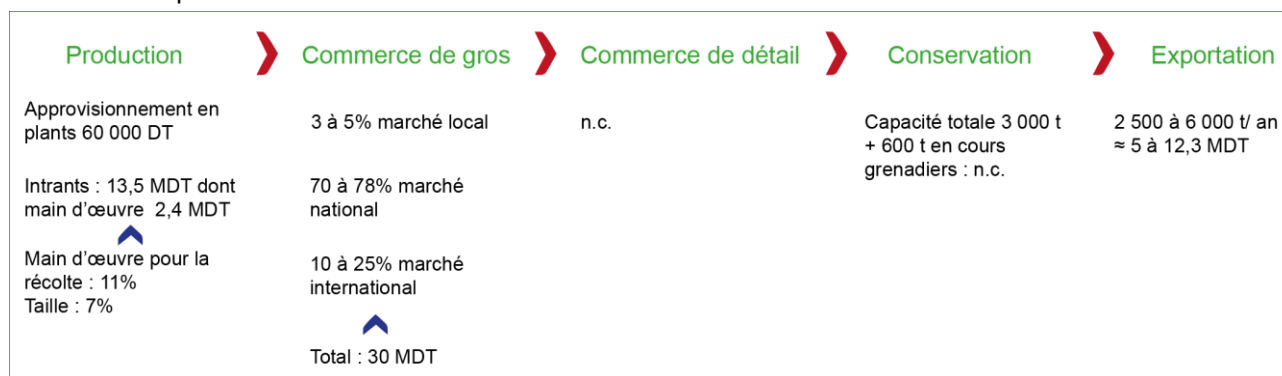 Production
Commerce de gros
Commerce de détail
Conservation
Exportation
Approvisionnement en
plants 60 000 DT
Intrants : 13,5 MDT dont
main d'œuvre 2,4 MDT
Main d'œuvre pour la
récolte : 11%
Taille : 7%
3 à 5% marché local
70 à 78% marché
national
10 à 25% marché
international
Total : 30 MDT
n.c.
Capacité totale 3 000 t
+ 600 t en cours
grenadiers : n.c.
2 500 à 6 000 t/ an
≈ 5 à 12,3 MDT